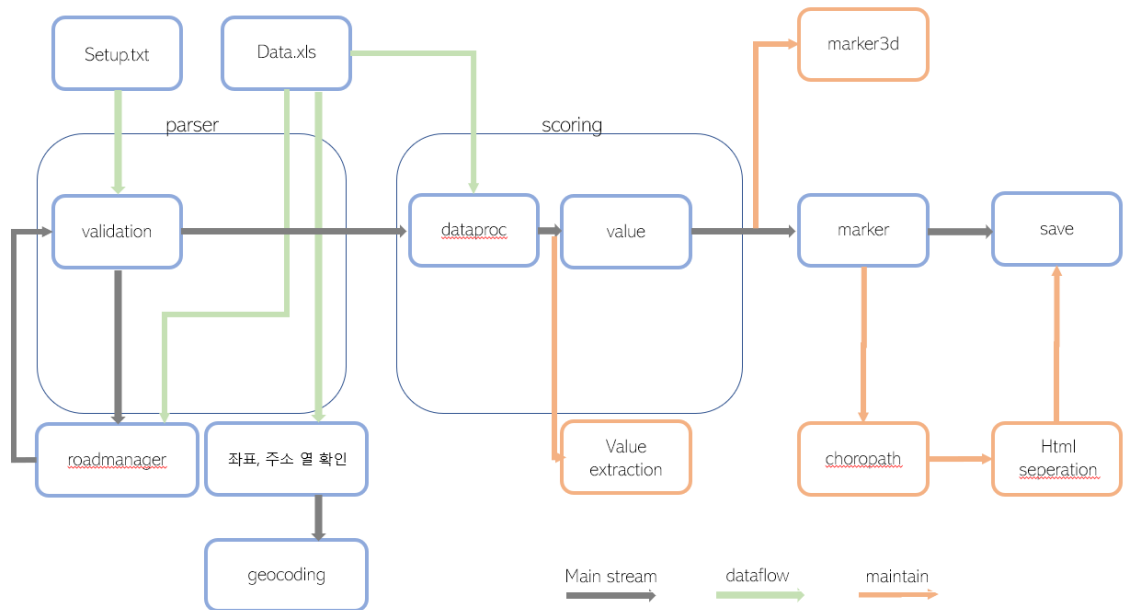 Setup.txt
Data.xls
marker3d
parser
scoring
validation
dataproc
value
marker
save
roadmanager
좌표, 주소 열 확인
Value
extraction
choropath
Html
seperation
geocoding
Main stream
dataflow
maintain